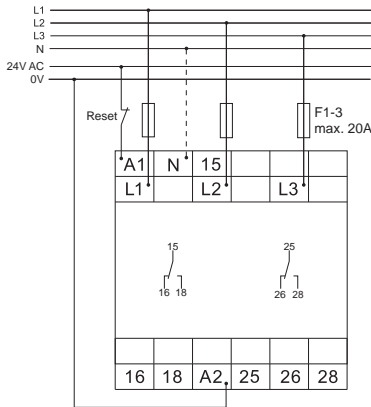 L1
L2
L3
N
24V AC
0V
Reset
F1-3
max. 20A
A1 N 15
L1 L2 L3
15 25
16 18 26 28
16 18 A2 25 26 28